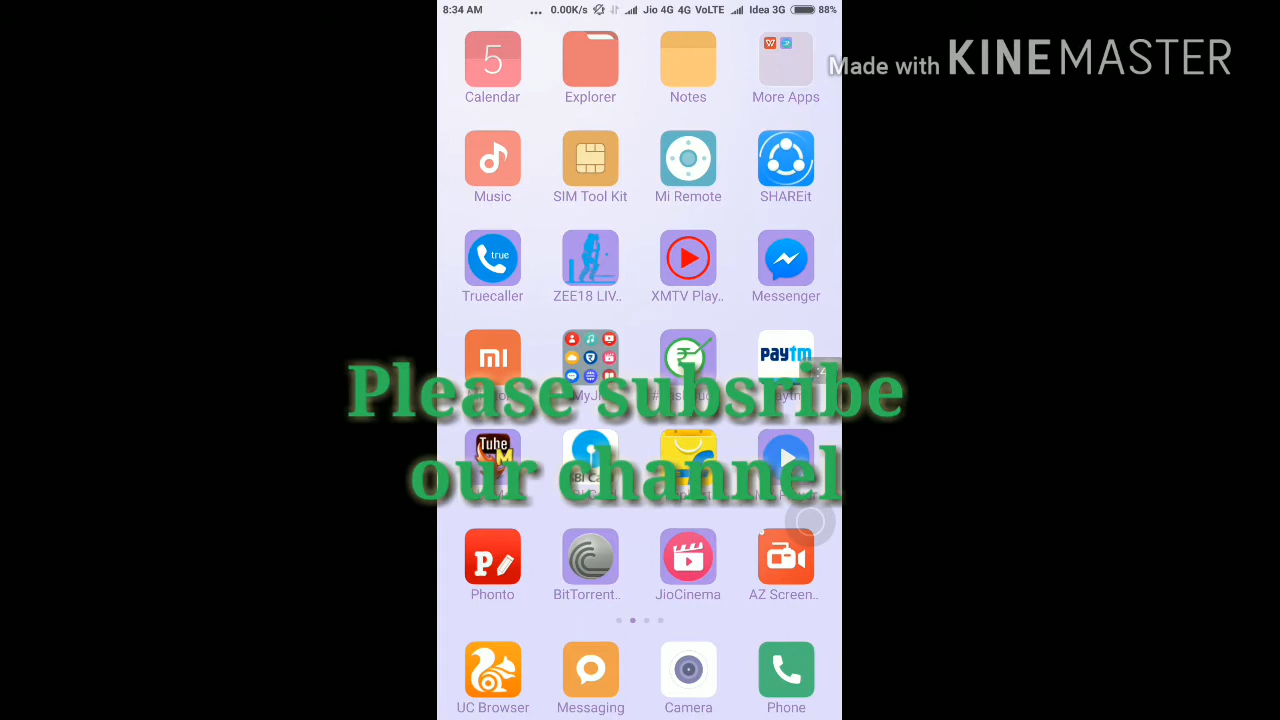 8:34 AM ... 0.00K/s Jio 4G 4G VoLTE Idea 3G 88%
Made with KINEMASTER
5
Calendar Explorer Notes More Apps
Music SIM Tool Kit Mi Remote SHAREit
true
Truecaller ZEE18 LIV.. XMTV Play.. Messenger
mi paytm
Please subsribe
our channel
Tube
M
P
Phonto BitTorrent.. JioCinema AZ Screen..
UC Browser Messaging Camera Phone